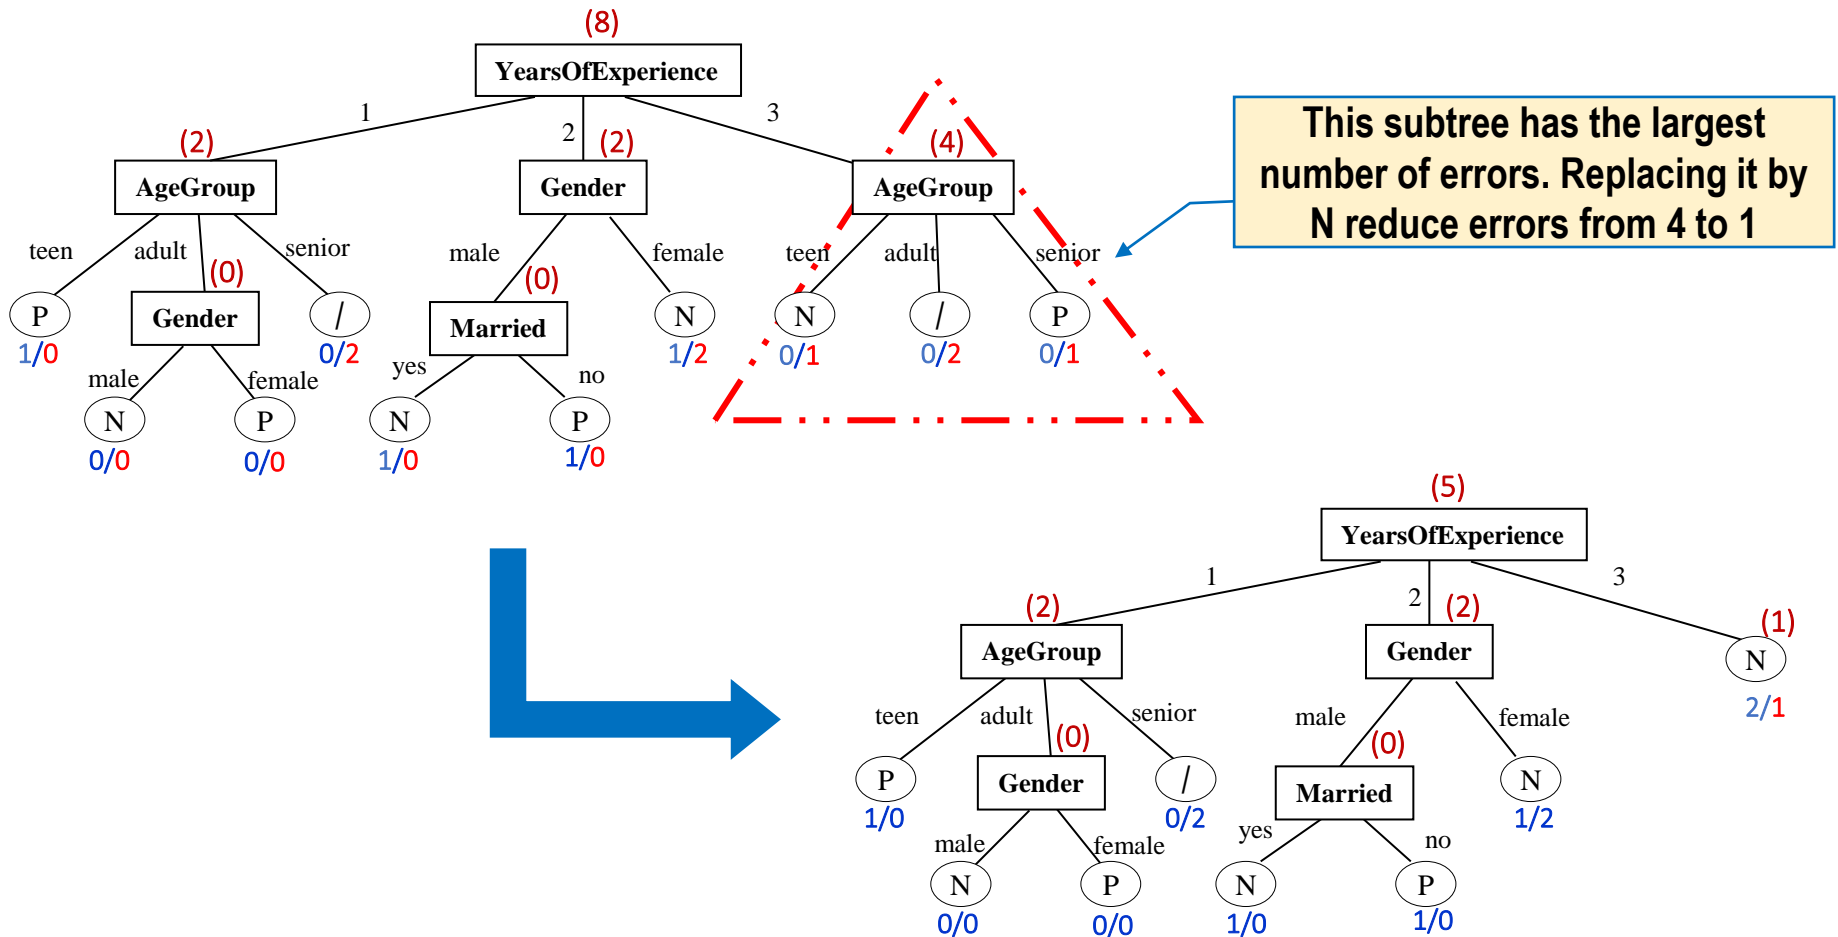 (8)
YearsOfExperience
1
2
3
(2)
(2)
(4)
AgeGroup
Gender
AgeGroup
This subtree has the largest
number of errors. Replacing it by
N reduce errors from 4 to 1
teen
adult
senior
male
female
teen
adult
senior
(0)
(0)
P
Gender
/
Married
N
N
/
P
1/0
0/2
1/2
0/1
0/2
0/1
male
female
yes
no
N
P
N
P
0/0
0/0
1/0
1/0
(5)
YearsOfExperience
1
2
3
(2)
(2)
(1)
AgeGroup
Gender
N
2/1
teen
adult
senior
male
female
(0)
(0)
P
Gender
/
Married
N
1/0
0/2
1/2
male
female
yes
no
N
P
N
P
0/0
0/0
1/0
1/0